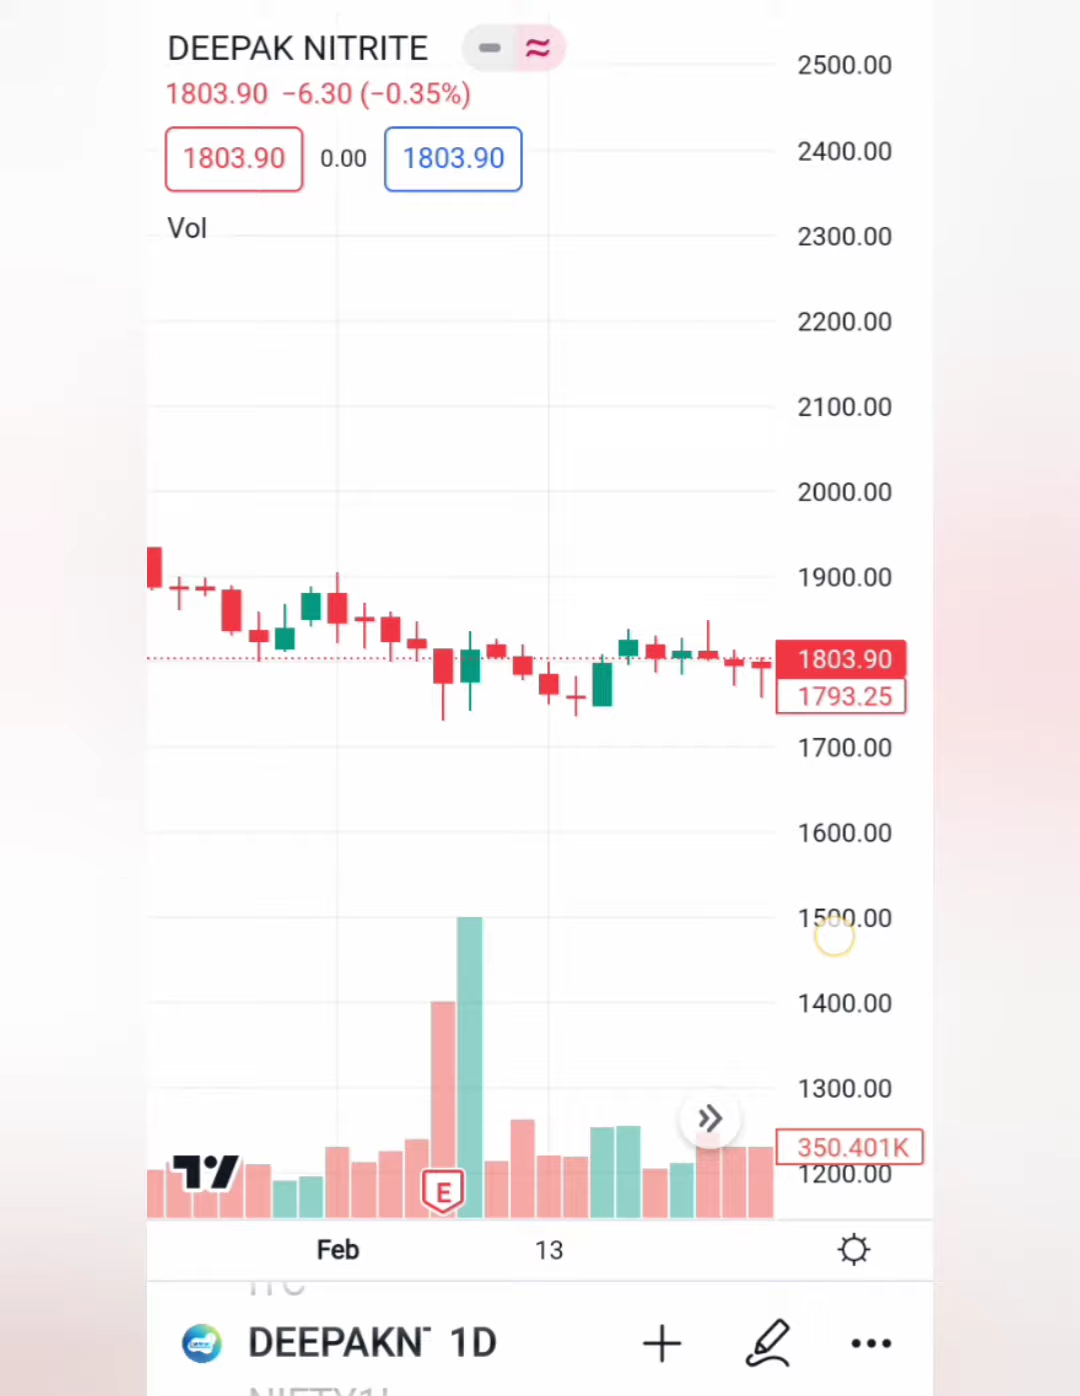 DEEPAK NITRITE
1803.90 −6.30 (−0.35%)
1803.90 0.00 1803.90
Vol
2500.00
2400.00
2300.00
2200.00
2100.00
2000.00
1900.00
1803.90
1793.25
1700.00
1600.00
1500.00
1400.00
1300.00
350.401K
1200.00
E
Feb 13
DEEPAKN 1D